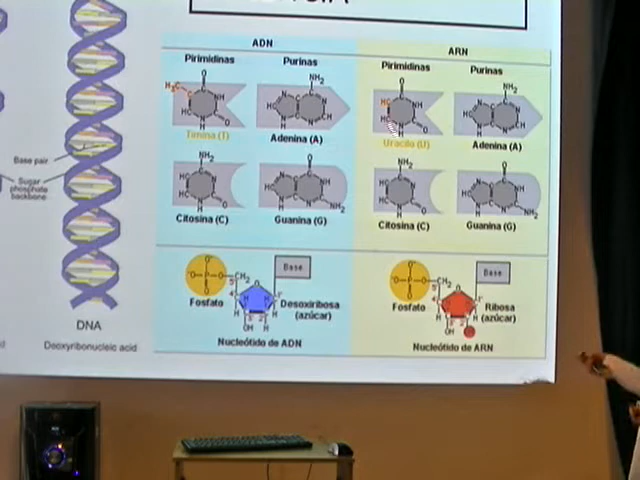 ADN
Pirimidinas Purinas
Timina (T) Adenina (A)
Citosina (C) Guanina (G)
Base
Fosfato Desoxiribosa
(azúcar)
Nucleótido de ADN
ARN
Pirimidinas Purinas
Uracilo (U) Adenina (A)
Citosina (C) Guanina (G)
Base
Fosfato Ribosa
(azúcar)
Nucleótido de ARN
Base pair
Sugar
phosphate
backbone
DNA
Deoxyribonucleic acid